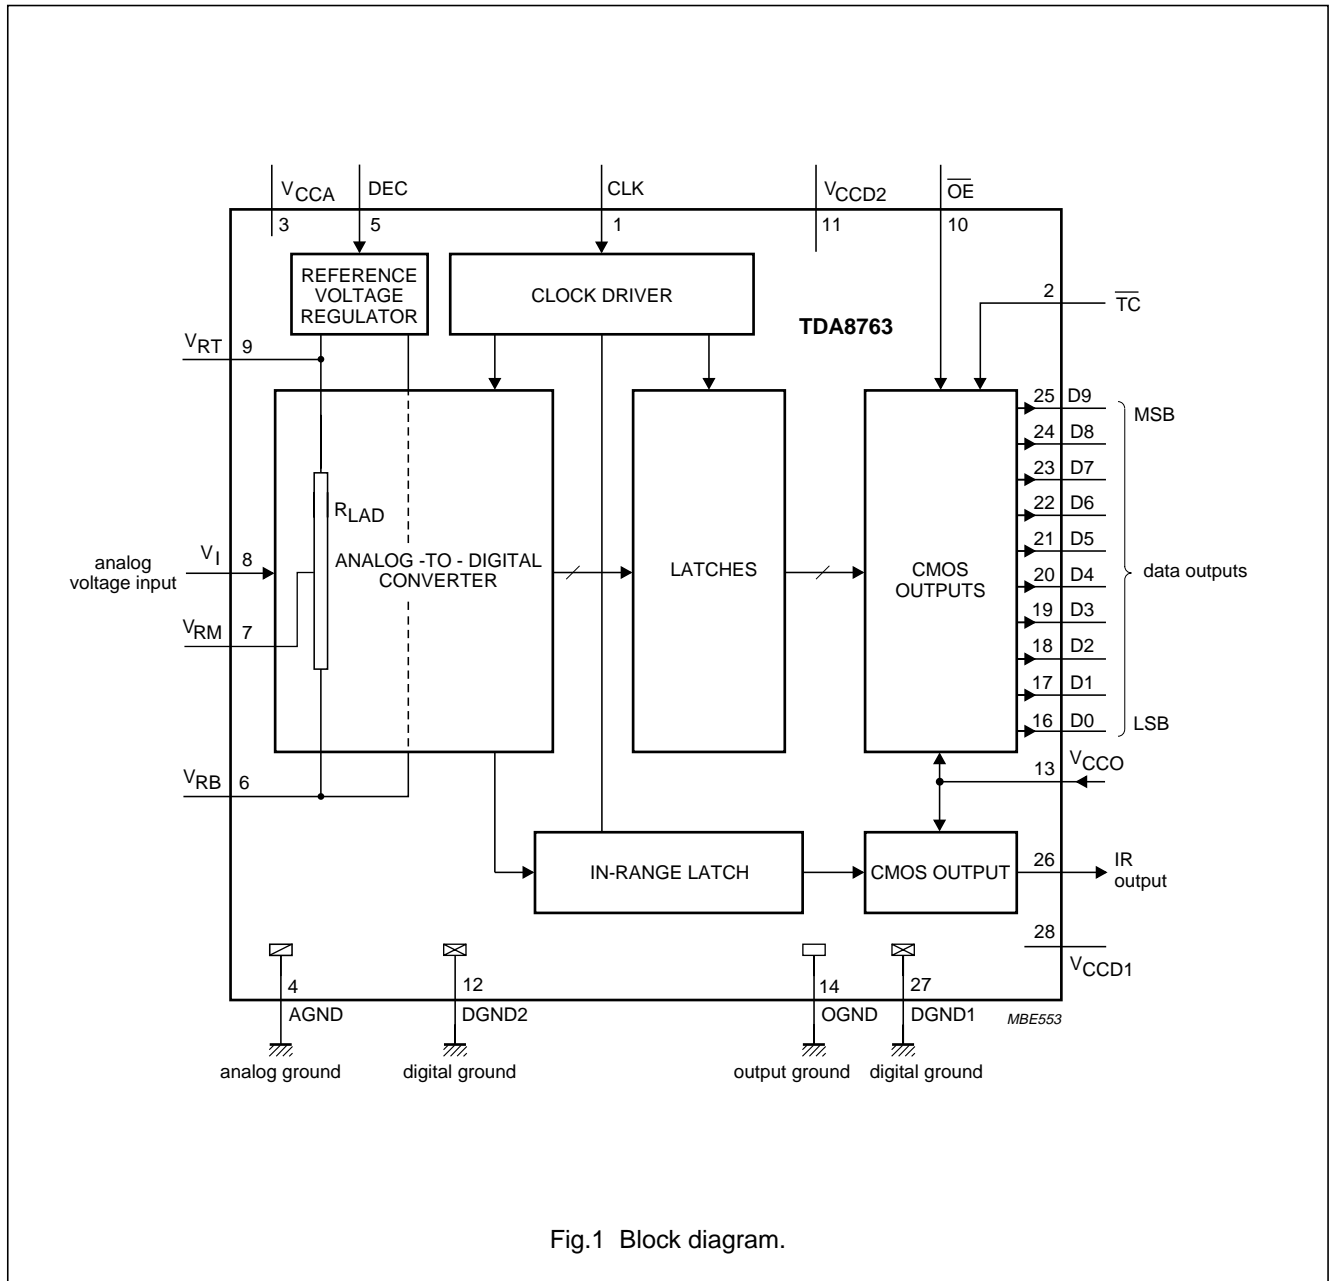 VCCA
DEC
CLK
VCCD2
OE
3
5
1
11
10
REFERENCE
VOLTAGE
REGULATOR
CLOCK DRIVER
2
TC
TDA8763
VRT
9
25 D9
MSB
24 D8
23 D7
22 D6
21 D5
20 D4
19 D3
18 D2
17 D1
16 D0
LSB
data outputs
RLAD
analog
voltage input
VI
8
ANALOG -TO - DIGITAL
CONVERTER
LATCHES
CMOS
OUTPUTS
VRM
7
VRB
6
13
VCCO
IN-RANGE LATCH
CMOS OUTPUT
26
IR
output
28
VCCD1
4
AGND
12
DGND2
14
OGND
27
DGND1
MBE553
analog ground
digital ground
output ground
digital ground
Fig.1 Block diagram.